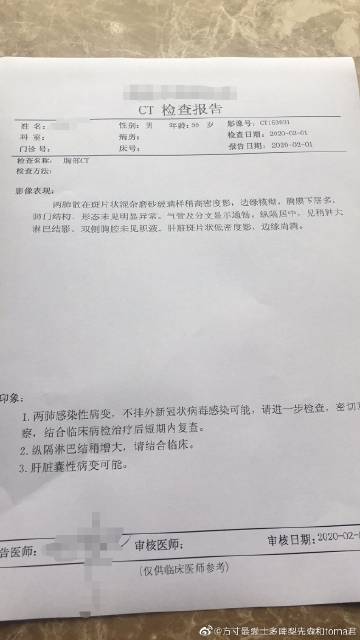 CT 检查报告
姓名: 性别: 男 年龄: 影像号: CT:53031
科室: 病房: 检查日期: 2020-02-01
门诊号: 床号: 报告日期: 2020-02-01
检查名称: 胸部CT
检查方法:
影像表现:
两肺散在斑片状混杂磨玻璃样稍高密度影, 边缘模糊, 胸膜下居多,
肺门结构、形态未见明显异常。气管及分支显示通畅, 纵隔居中, 见稍钟大
淋巴结影。双侧胸腔未见积液。肝脏斑片状低密度影, 边缘尚清。
印象:
1.两肺感染性病变, 不排外新冠状病毒感染可能, 请进一步检查, 密切
察, 结合临床病检治疗后短期内复查。
2.纵隔淋巴结稍增大, 请结合临床。
3.肝脏囊性病变可能。
告医师: 审核医师: 审核日期:2020-02-
(仅供临床医师参考)
@方寸最爱士多啤梨先森和toma君